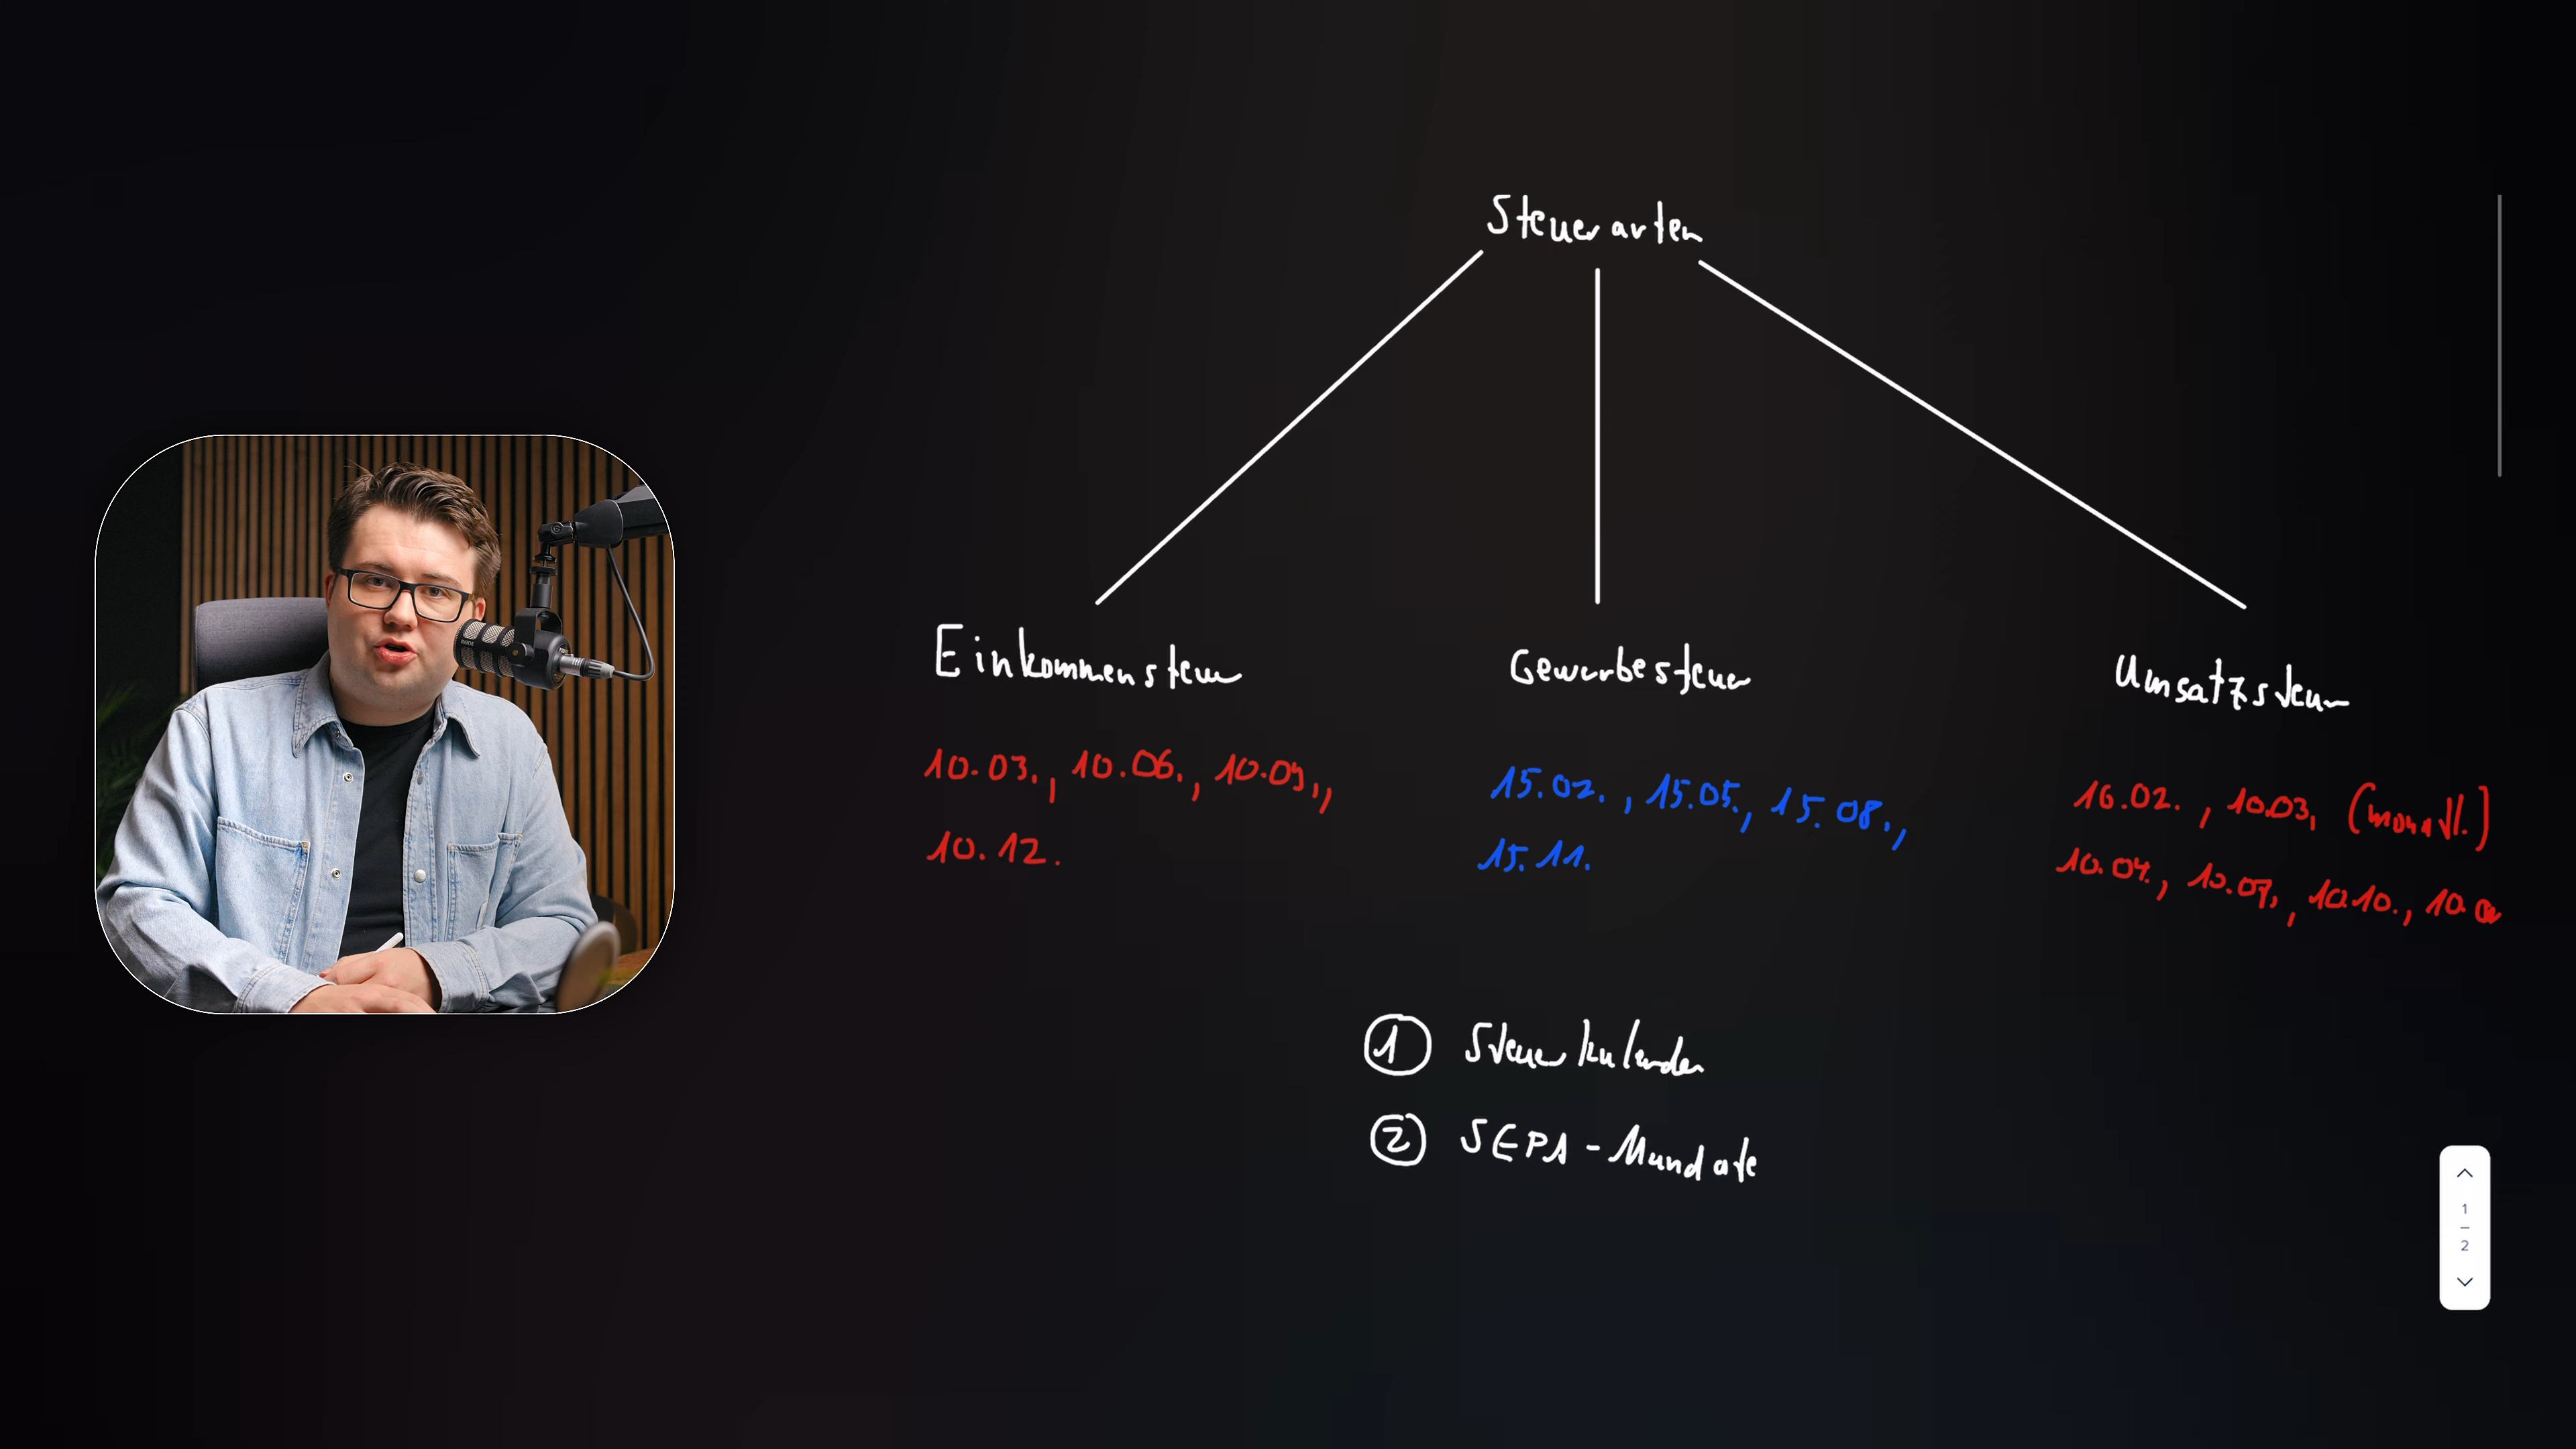 Steuerarten
Einkommensteuer
Gewerbesteuer
Umsatzsteuer
10.03., 10.06., 10.09.,
10.12.
15.02., 15.05., 15.08.,
15.11.
16.02., 10.03. (monatl.)
10.04., 10.07., 10.10., 10.
1 Steuerkalender
2 SEPA-Mandate
RØDE
1
2